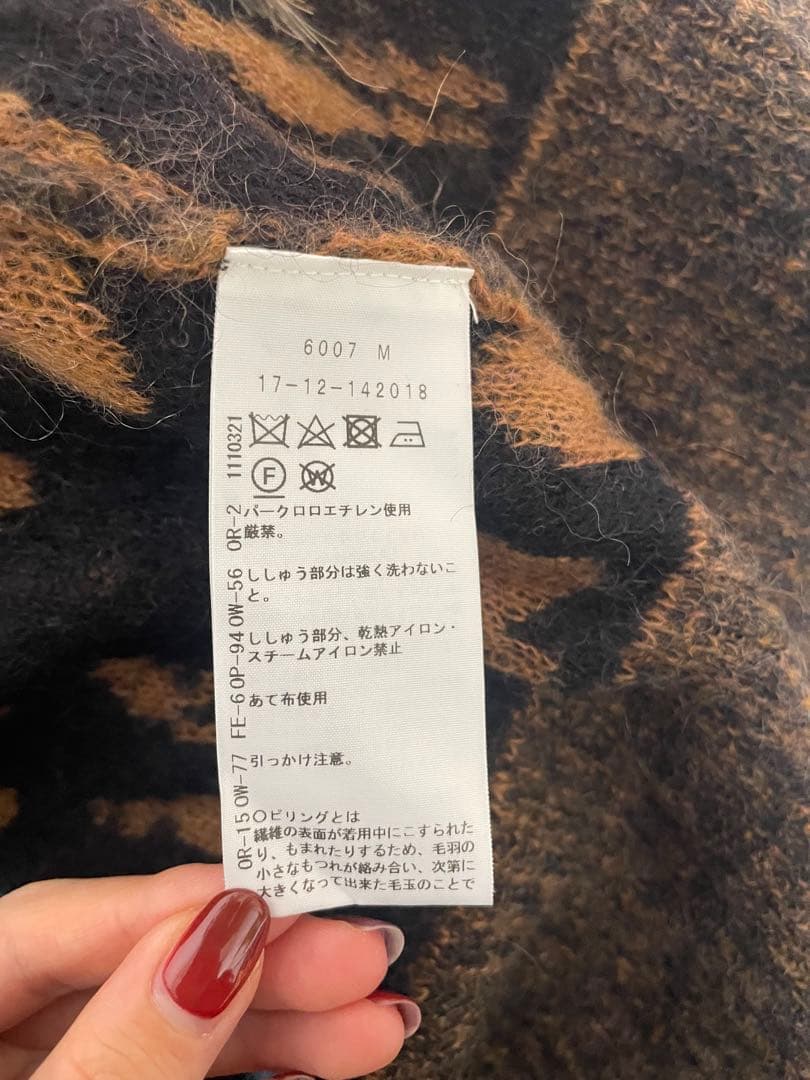 6007 M
17-12-142018
F
W
パークロロエチレン使用
厳禁。
ししゅう部分は強く洗わないこ
と。
ししゅう部分、乾熱アイロン・
スチームアイロン禁止
あて布使用
引っかけ注意。
〇ピリングとは
繊維の表面が着用中にこすられた
り、もまれたりするため、毛羽の
小さなもつれが絡み合い、次第に
大きくなって出来た毛玉のことで
OR-15 OW-77 FE-6 OP-94 OW-56 OR-2 1110321